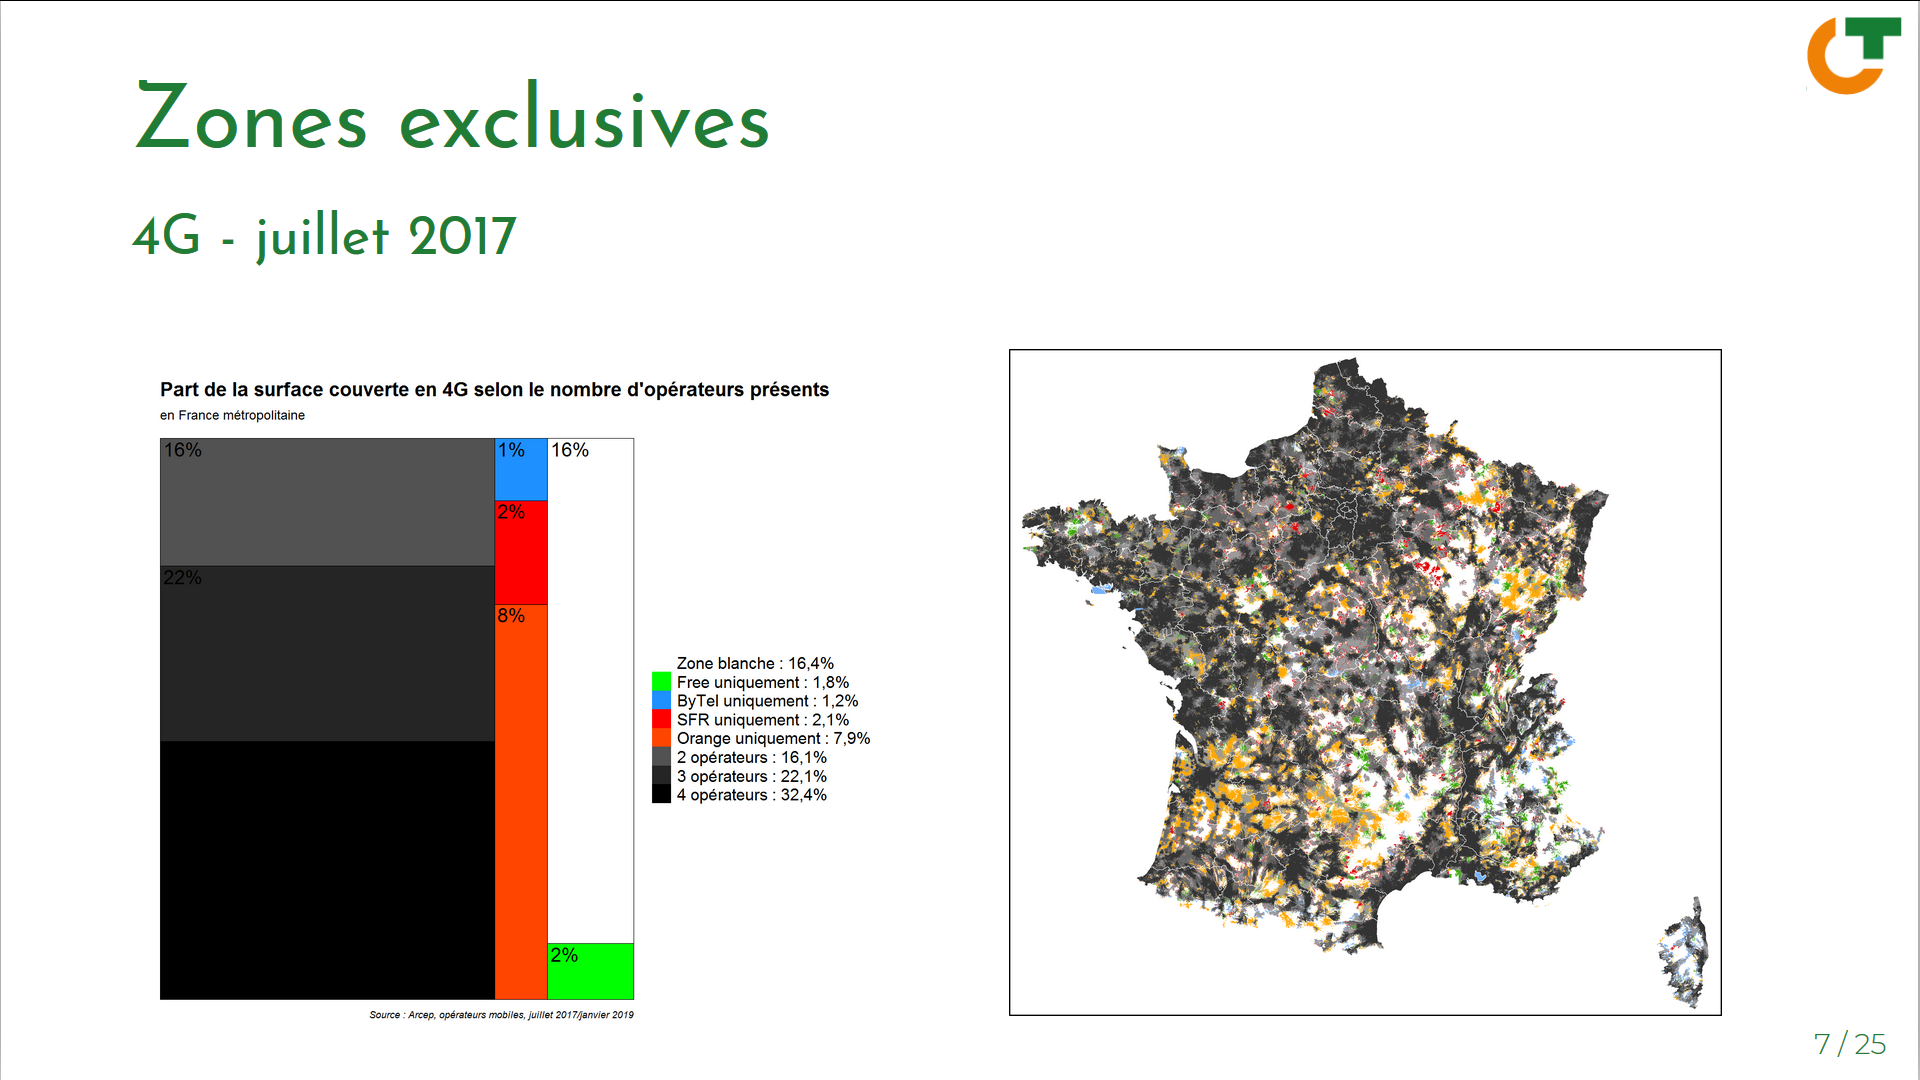 CT
Zones exclusives
4G - juillet 2017
Part de la surface couverte en 4G selon le nombre d'opérateurs présents
en France métropolitaine
16%
1%
16%
2%
22%
8%
2%
Zone blanche : 16,4%
Free uniquement : 1,8%
ByTel uniquement : 1,2%
SFR uniquement : 2,1%
Orange uniquement : 7,9%
2 opérateurs : 16,1%
3 opérateurs : 22,1%
4 opérateurs : 32,4%
Source : Arcep, opérateurs mobiles, juillet 2017/janvier 2019
7 / 25